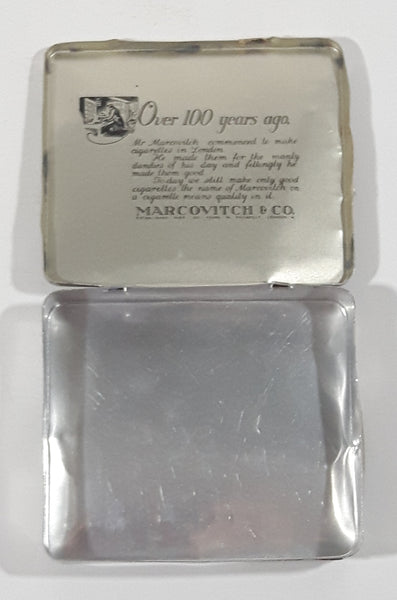 Over 100 years ago,
Mr Marcovitch commenced to make
cigarettes in London
He made them for the manly
dandies of his day and fittingly he
made them good
To-day we still make only good
cigarettes, the name of Marcovitch on
a cigarette means quality in it.
MARCOVITCH & CO.